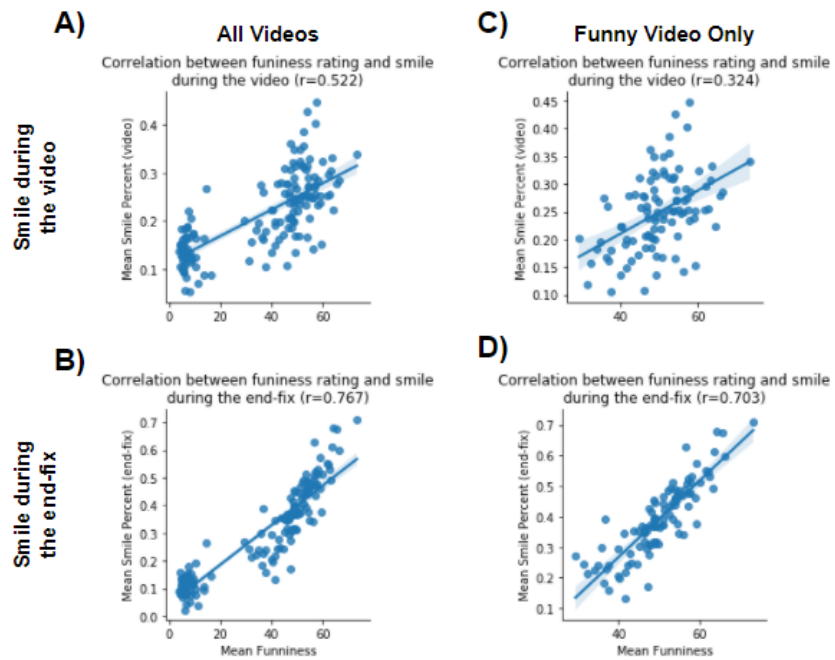 A)
All Videos
C)
Funny Video Only
Correlation between funiness rating and smile
during the video (r=0.522)
Correlation between funiness rating and smile
during the video (r=0.324)
Smile during
the video
Mean Smile Percent (video)
0.4
0.3
0.2
0.1
0 20 40 60
Mean Smile Percent (video)
0.45
0.40
0.35
0.30
0.25
0.20
0.15
0.10
40 60
B)
D)
Correlation between funiness rating and smile
during the end-fix (r=0.767)
Correlation between funiness rating and smile
during the end-fix (r=0.703)
Smile during
the end-fix
Mean Smile Percent (end-fix)
0.7
0.6
0.5
0.4
0.3
0.2
0.1
0.0
0 20 40 60
Mean Funniness
Mean Smile Percent (end-fix)
0.7
0.6
0.5
0.4
0.3
0.2
0.1
40 60
Mean Funniness